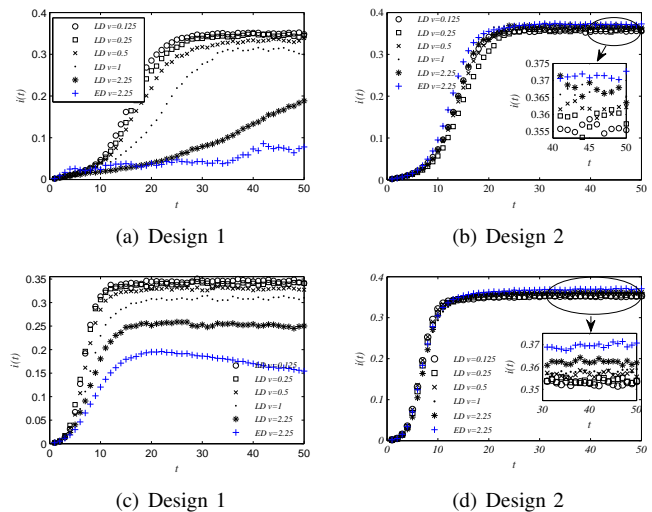 0.4
0.3
0.2
0.1
0
0
10
20
30
40
50
i(t)
t
LD v=0.125
LD v=0.25
LD v=0.5
LD v=1
LD v=2.25
ED v=2.25
(a) Design 1
0.4
0.3
0.2
0.1
0
0
10
20
30
40
50
i(t)
t
LD v=0.125
LD v=0.25
LD v=0.5
LD v=1
LD v=2.25
ED v=2.25
0.375
0.37
0.36
0.355
40
45
50
i(t)
t
(b) Design 2
0.35
0.3
0.25
0.2
0.15
0.1
0.05
0
0
10
20
30
40
50
i(t)
t
LD v=0.125
LD v=0.25
LD v=0.5
LD v=1
LD v=2.25
ED v=2.25
(c) Design 1
0.4
0.3
0.2
0.1
0
0
10
20
30
40
50
i(t)
t
LD v=0.125
LD v=0.25
LD v=0.5
LD v=1
LD v=2.25
ED v=2.25
0.37
0.36
0.35
30
40
50
i(t)
t
(d) Design 2